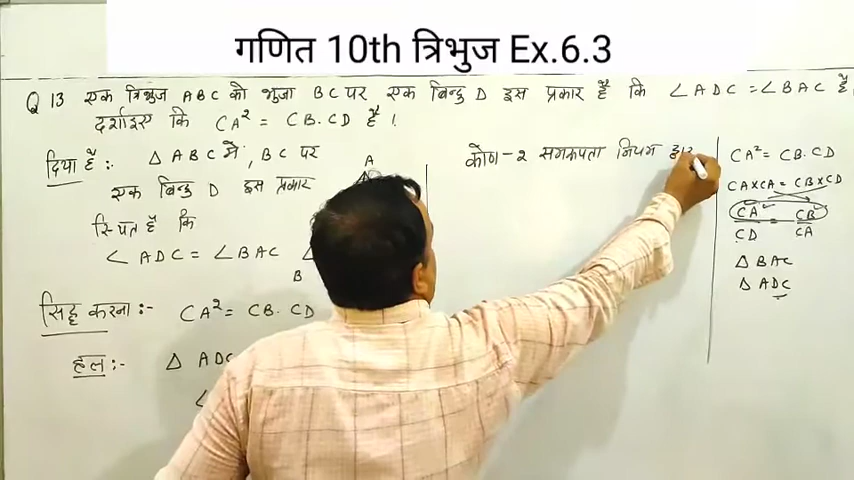 गणित 10th त्रिभुज Ex.6.3
Q 13 एक त्रिभुज ABC की भुजा BC पर एक बिन्दु D इस प्रकार है कि ∠ADC = ∠BAC है
दर्शाइए कि CA² = CB. CD है।
दिया है :- △ABC में, BC पर
एक बिन्दु D इस प्रकार
स्थित है कि
∠ADC = ∠BAC
A
B
सिद्ध करना :- CA² = CB. CD
हल :- △ ADC
∠
कोण-२ समरूपता नियम द्वारा
CA² = CB. CD
CA X CA = CB X CD
CA = CB
CD CA
△ BAC
△ ADC